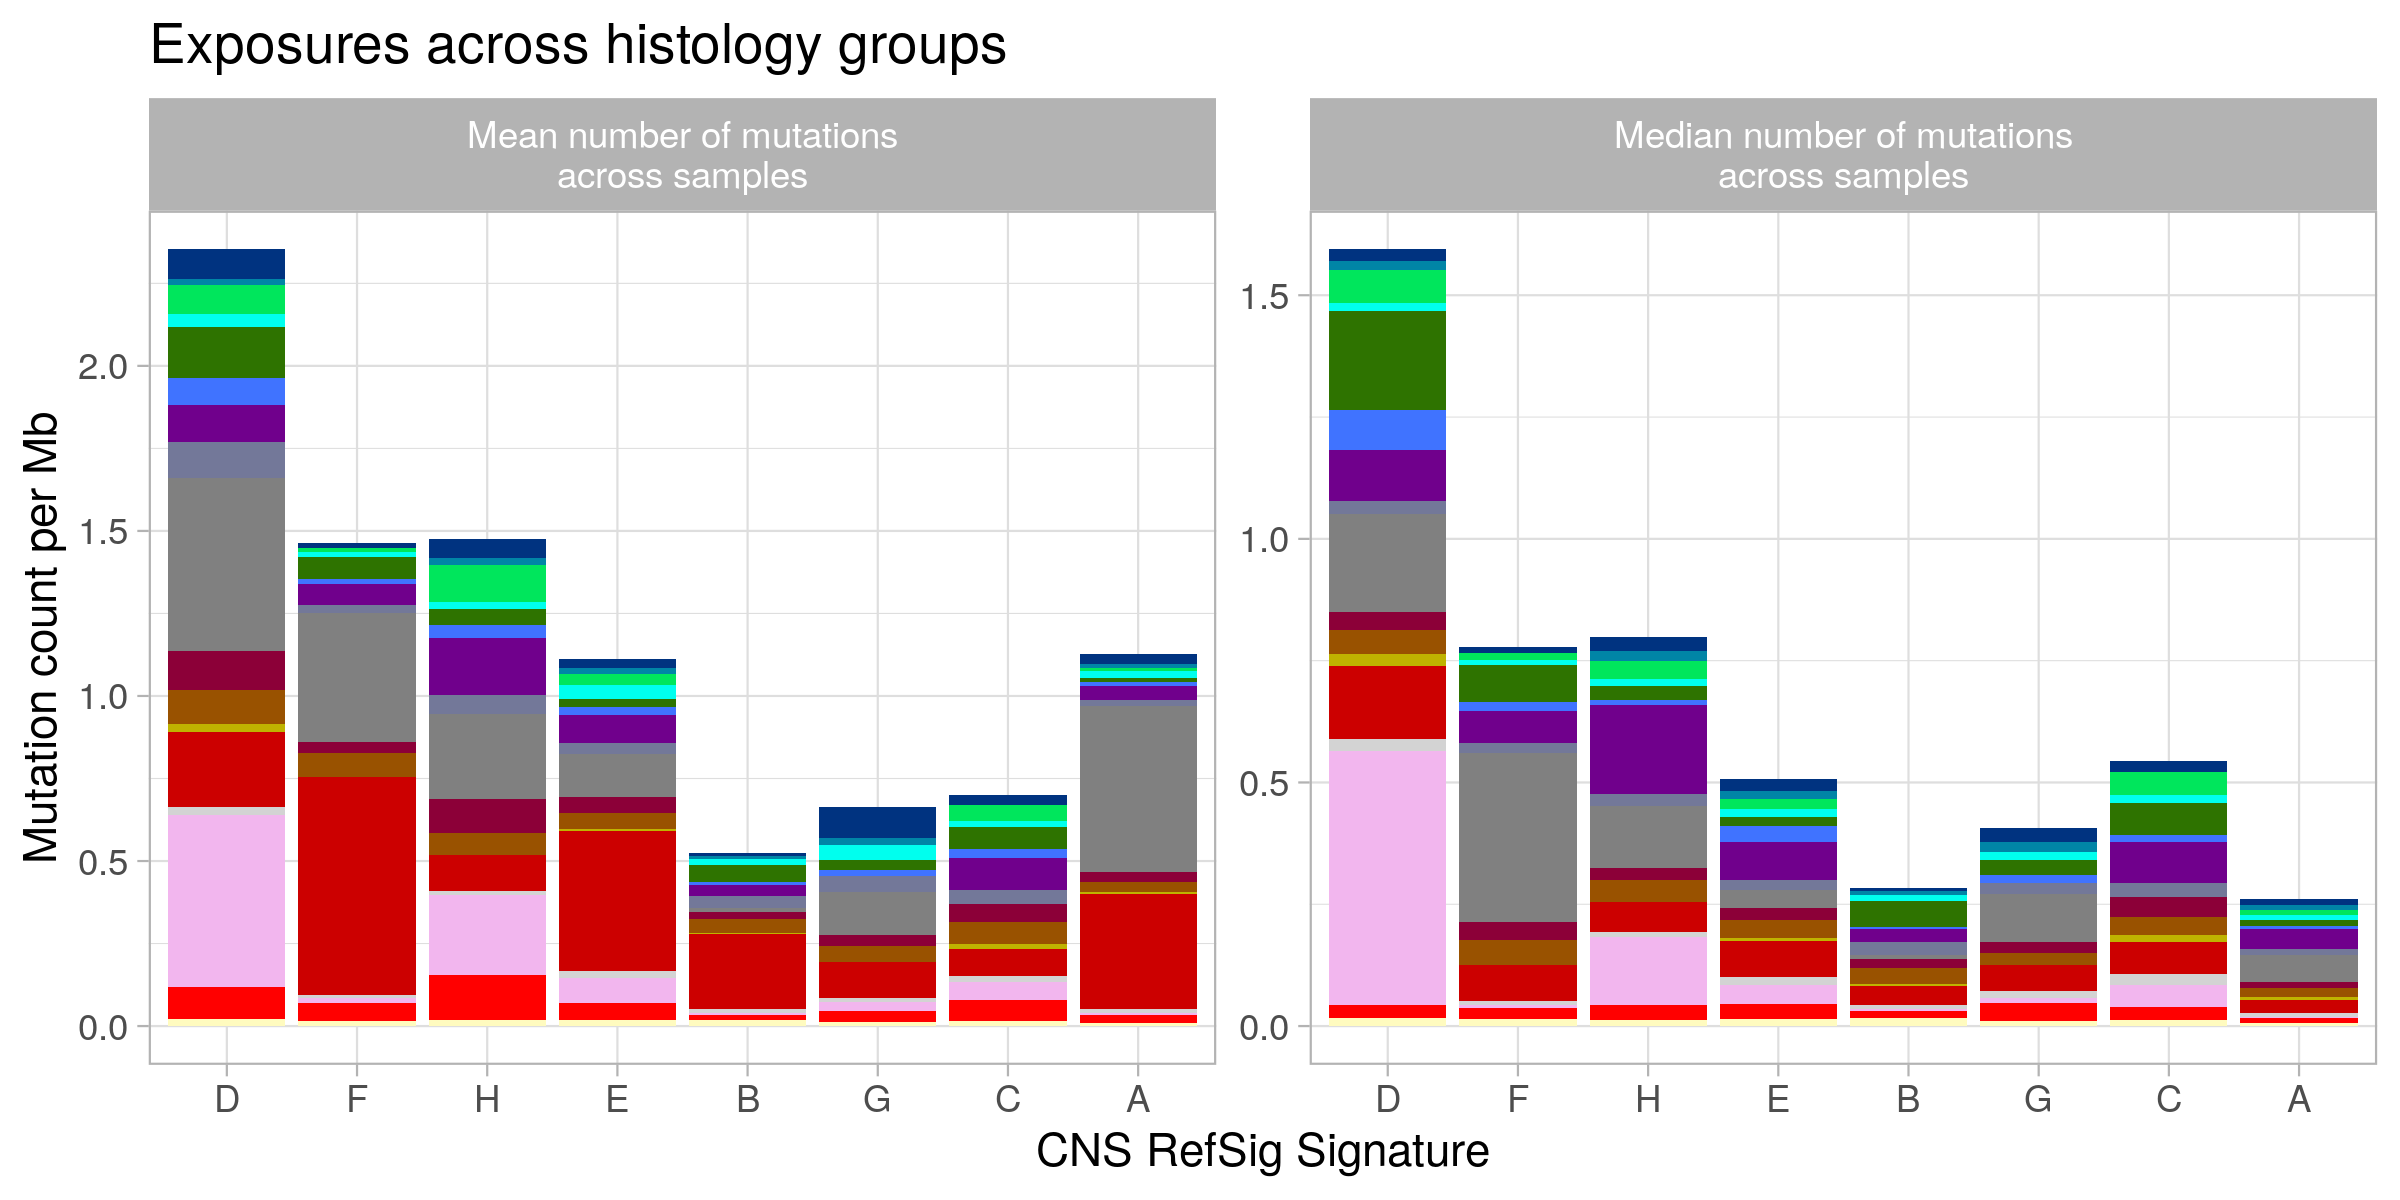 Exposures across histology groups
Mean number of mutations
across samples
Median number of mutations
across samples
Mutation count per Mb
2.0
1.5
1.0
0.5
0.0
1.5
1.0
0.5
0.0
D F H E B G C A
D F H E B G C A
CNS RefSig Signature